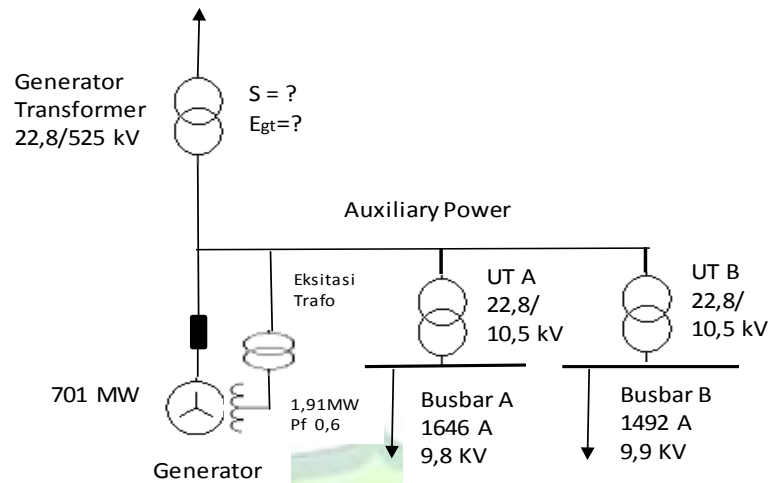 Generator
Transformer
22,8/525 kV
S = ?
Egt=?
Auxiliary Power
Eksitasi
Trafo
UT A
22,8/
10,5 kV
UT B
22,8/
10,5 kV
701 MW
1,91MW
Pf 0,6
Busbar A
1646 A
9,8 KV
Busbar B
1492 A
9,9 KV
Generator